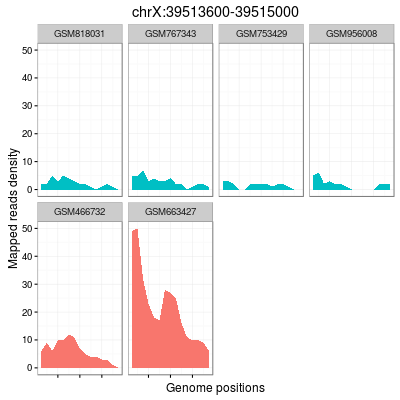 chrX:39513600-39515000
GSM818031 GSM767343 GSM753429 GSM956008
50
40
30
20
10
0
Mapped reads density
GSM466732 GSM663427
50
40
30
20
10
0
Genome positions